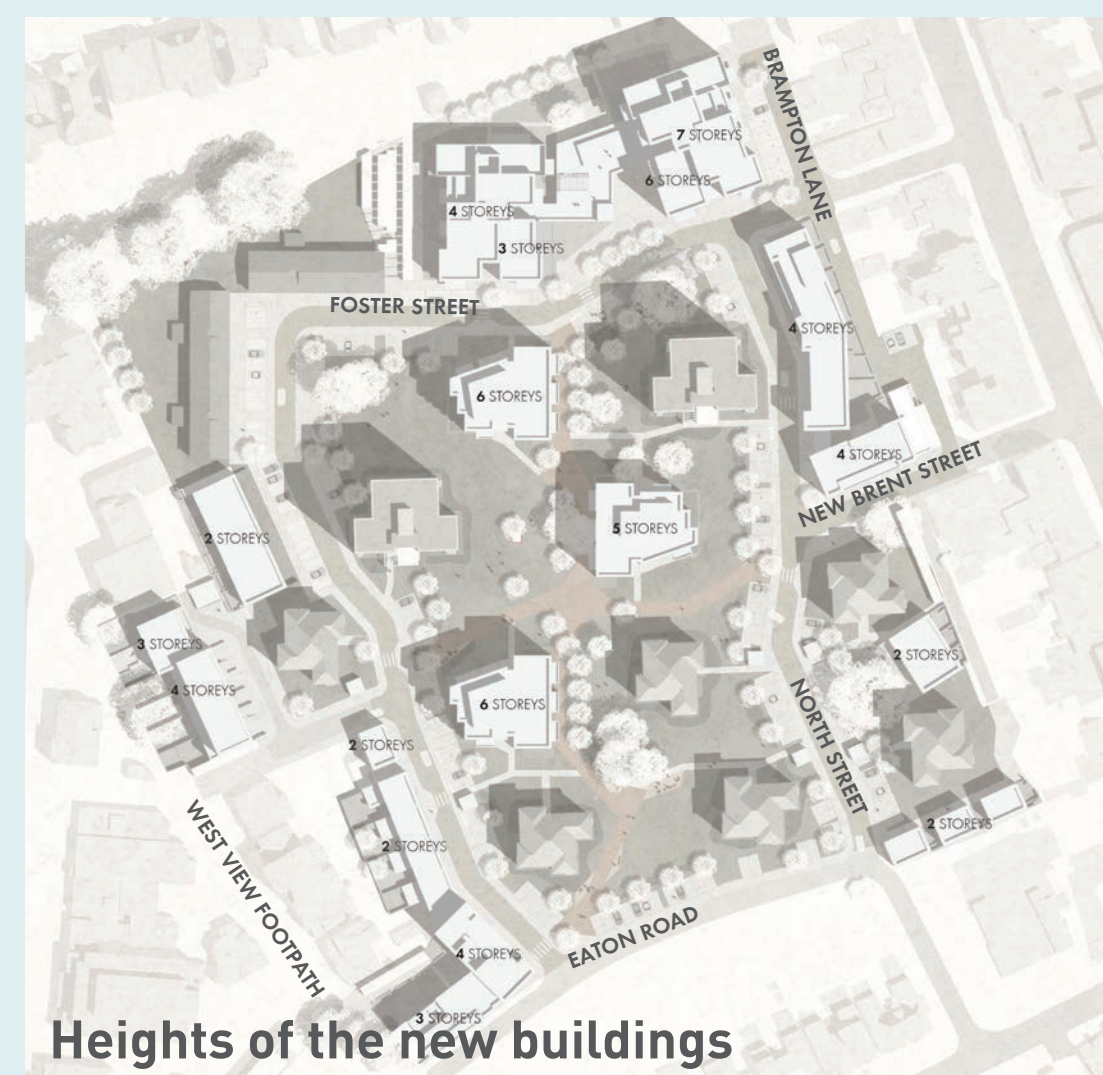 BRAMPTON LANE
7 STOREYS
6 STOREYS
4 STOREYS
3 STOREYS
FOSTER STREET
4 STOREYS
6 STOREYS
4 STOREYS
NEW BRENT STREET
5 STOREYS
2 STOREYS
3 STOREYS
2 STOREYS
4 STOREYS
6 STOREYS
NORTH STREET
2 STOREYS
2 STOREYS
WEST VIEW FOOTPATH
2 STOREYS
EATON ROAD
4 STOREYS
3 STOREYS
Heights of the new buildings